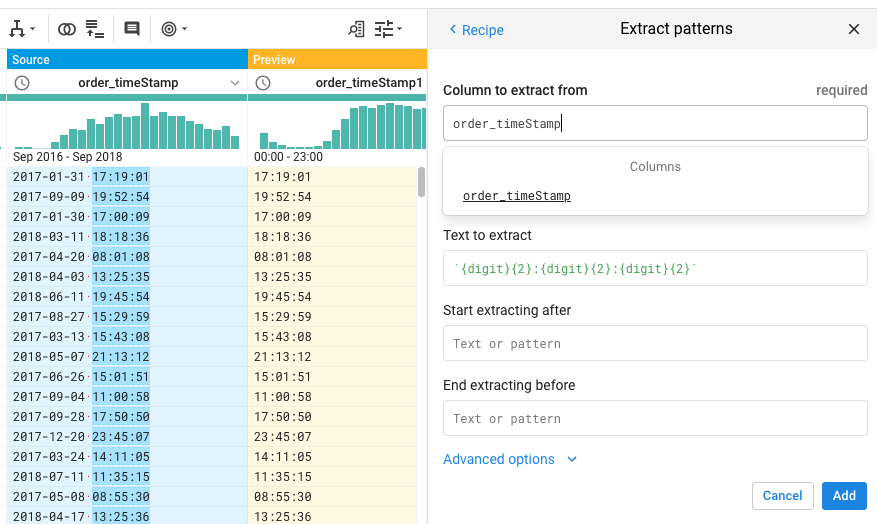 Source
Preview
order_timeStamp
order_timeStamp1
Sep 2016 - Sep 2018
00:00 - 23:00
2017-01-31·17:19:01
17:19:01
2017-09-09·19:52:54
19:52:54
2017-01-30·17:00:09
17:00:09
2018-03-11·18:18:36
18:18:36
2017-04-20·08:01:08
08:01:08
2018-04-03·13:25:35
13:25:35
2018-06-11·19:45:54
19:45:54
2017-08-27·15:29:59
15:29:59
2017-03-13·15:43:08
15:43:08
2018-05-07·21:13:12
21:13:12
2017-06-26·15:01:51
15:01:51
2017-09-04·11:00:58
11:00:58
2017-09-28·17:50:50
17:50:50
2017-12-20·23:45:07
23:45:07
2017-03-24·14:11:05
14:11:05
2018-07-11·11:35:15
11:35:15
2017-05-08·08:55:30
08:55:30
2018-04-17·13:25:36
13:25:36
Recipe
Extract patterns
Column to extract from
required
order_timeStamp
Columns
order_timeStamp
Text to extract
`{digit}{2}:{digit}{2}:{digit}{2}`
Start extracting after
Text or pattern
End extracting before
Text or pattern
Advanced options
Cancel
Add